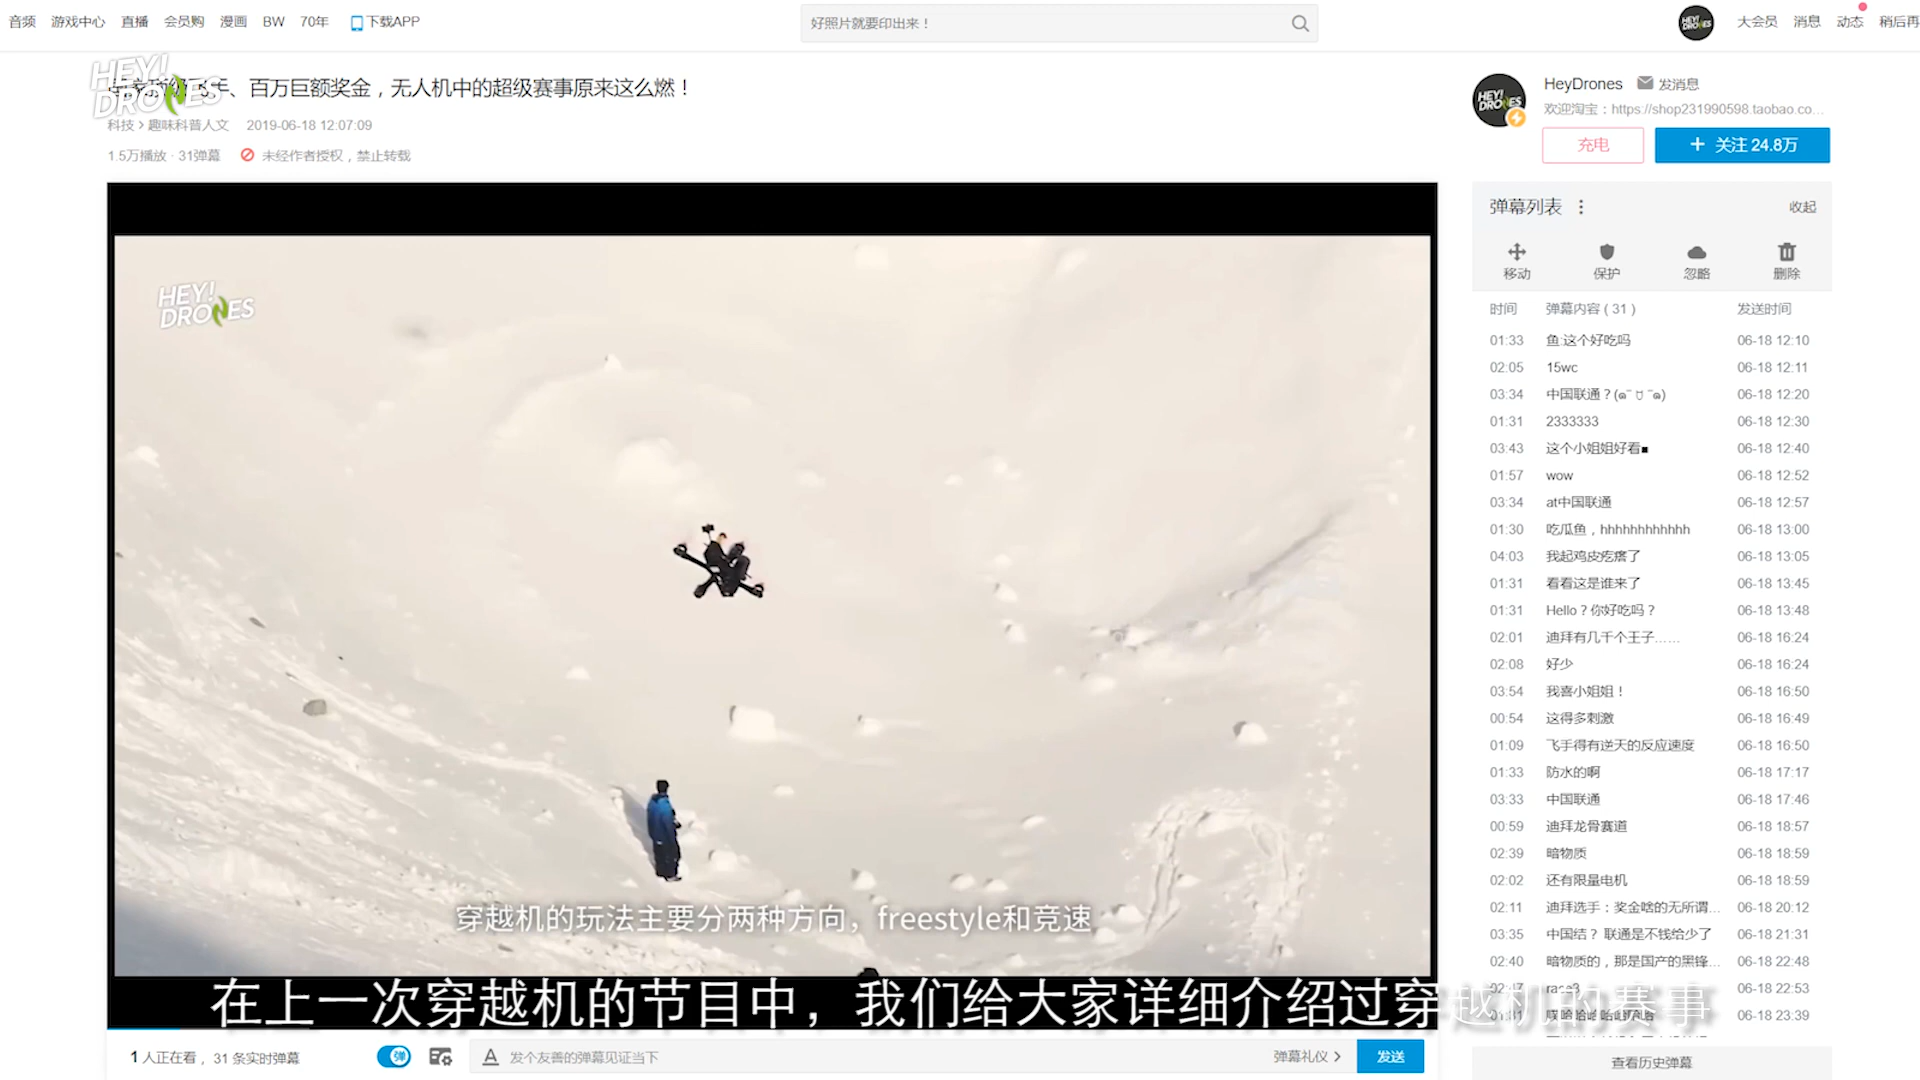 音频 游戏中心 直播 会员购 漫画 BW 70年 下载APP
好照片就要印出来！
大会员 消息 动态 稍后再
HEY!
DRONES
、百万巨额奖金，无人机中的超级赛事原来这么燃！
科技 > 趣味科普人文 2019-06-18 12:07:09
1.5万播放 · 31弹幕 未经作者授权，禁止转载
HeyDrones 发消息
欢迎淘宝：https://shop231990598.taobao.co...
充电 + 关注 24.8万
HEY!
DRONES
弹幕列表 收起
移动 保护 忽略 删除
时间 弹幕内容 ( 31 ) 发送时间
01:33 鱼:这个好吃吗 06-18 12:10
02:05 15wc 06-18 12:11
03:34 中国联通？ 06-18 12:20
01:31 2333333 06-18 12:30
03:43 这个小姐姐好看■ 06-18 12:40
01:57 wow 06-18 12:52
03:34 at中国联通 06-18 12:57
01:30 吃瓜鱼，hhhhhhhhhhhh 06-18 13:00
04:03 我起鸡皮疙瘩了 06-18 13:05
01:31 看看这是谁来了 06-18 13:45
01:31 Hello？你好吃吗？ 06-18 13:48
02:01 迪拜有几千个王子…… 06-18 16:24
02:08 好少 06-18 16:24
03:54 我喜小姐姐！ 06-18 16:50
00:54 这得多刺激 06-18 16:49
01:09 飞手得有逆天的反应速度 06-18 16:50
01:33 防水的啊 06-18 17:17
03:33 中国联通 06-18 17:46
00:59 迪拜龙骨赛道 06-18 18:57
02:39 暗物质 06-18 18:59
02:02 还有限量电机 06-18 18:59
02:11 迪拜选手：奖金啥的无所谓... 06-18 20:12
03:35 中国结？ 联通是不钱给少了 06-18 21:31
02:40 暗物质的，那是国产的黑锋... 06-18 22:48
06-18 22:53
06-18 23:39
查看历史弹幕
穿越机的玩法主要分两种方向，freestyle和竞速
在上一次穿越机的节目中，我们给大家详细介绍过穿越机的赛事
1 人正在看， 31 条实时弹幕 弹 发个友善的弹幕见证当下 弹幕礼仪 > 发送